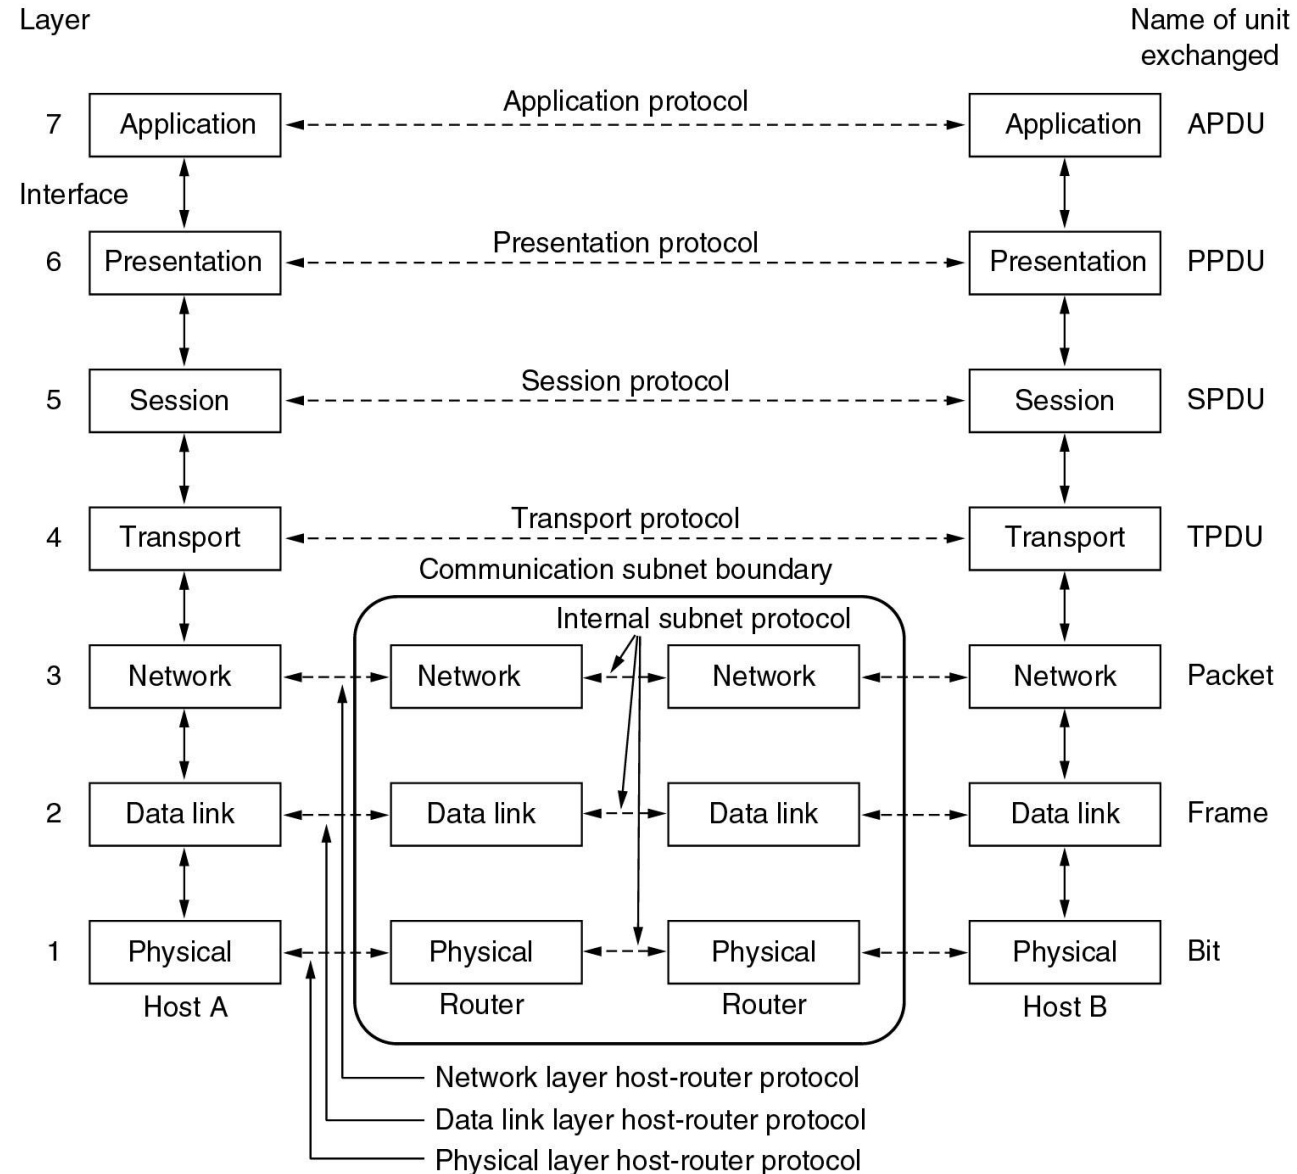 Layer
Name of unit
exchanged
Application protocol
7
Application
Application
APDU
Interface
Presentation protocol
6
Presentation
Presentation
PPDU
Session protocol
5
Session
Session
SPDU
Transport protocol
4
Transport
Transport
TPDU
Communication subnet boundary
Internal subnet protocol
3
Network
Network
Network
Network
Packet
2
Data link
Data link
Data link
Data link
Frame
1
Physical
Physical
Physical
Physical
Bit
Host A
Router
Router
Host B
Network layer host-router protocol
Data link layer host-router protocol
Physical layer host-router protocol